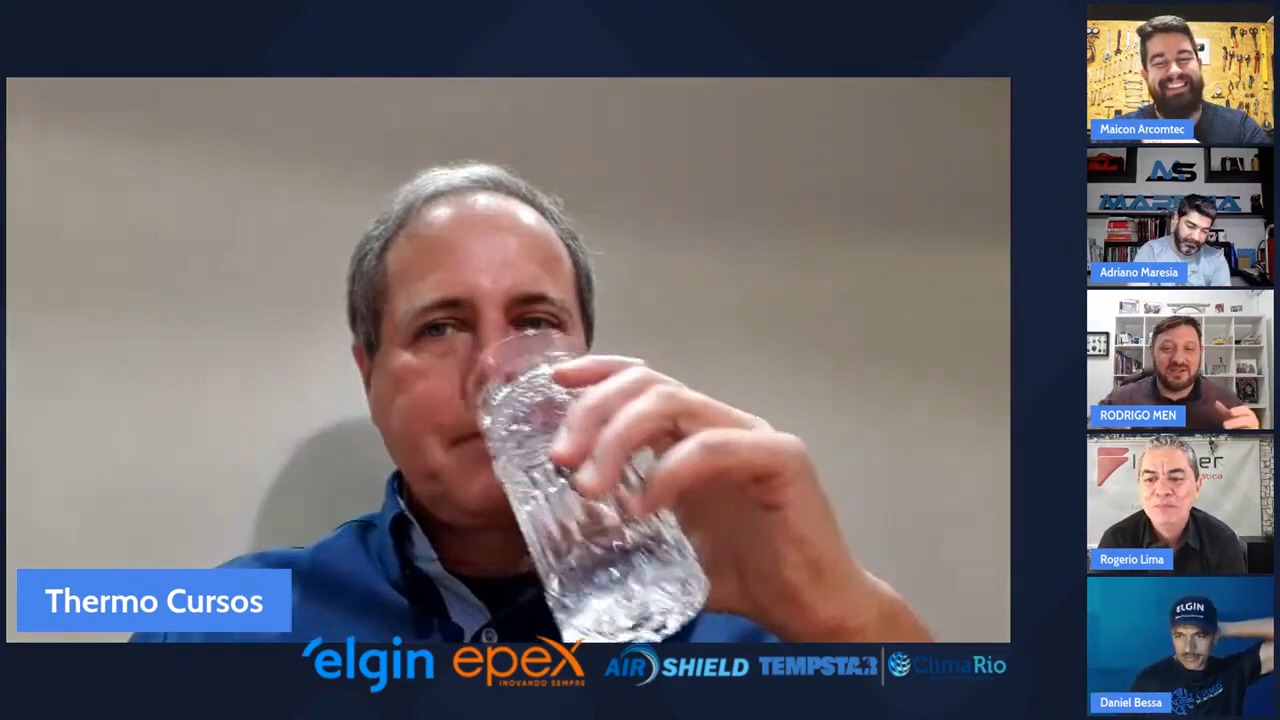 Thermo Cursos
elgin
epex
INOVANDO SEMPRE
AIR SHIELD
TEMPSTAR
ClimaRio
Maicon Arcomtec
AS
Adriano Maresia
RODRIGO MEN
Rogerio Lima
ELGIN
Daniel Bessa